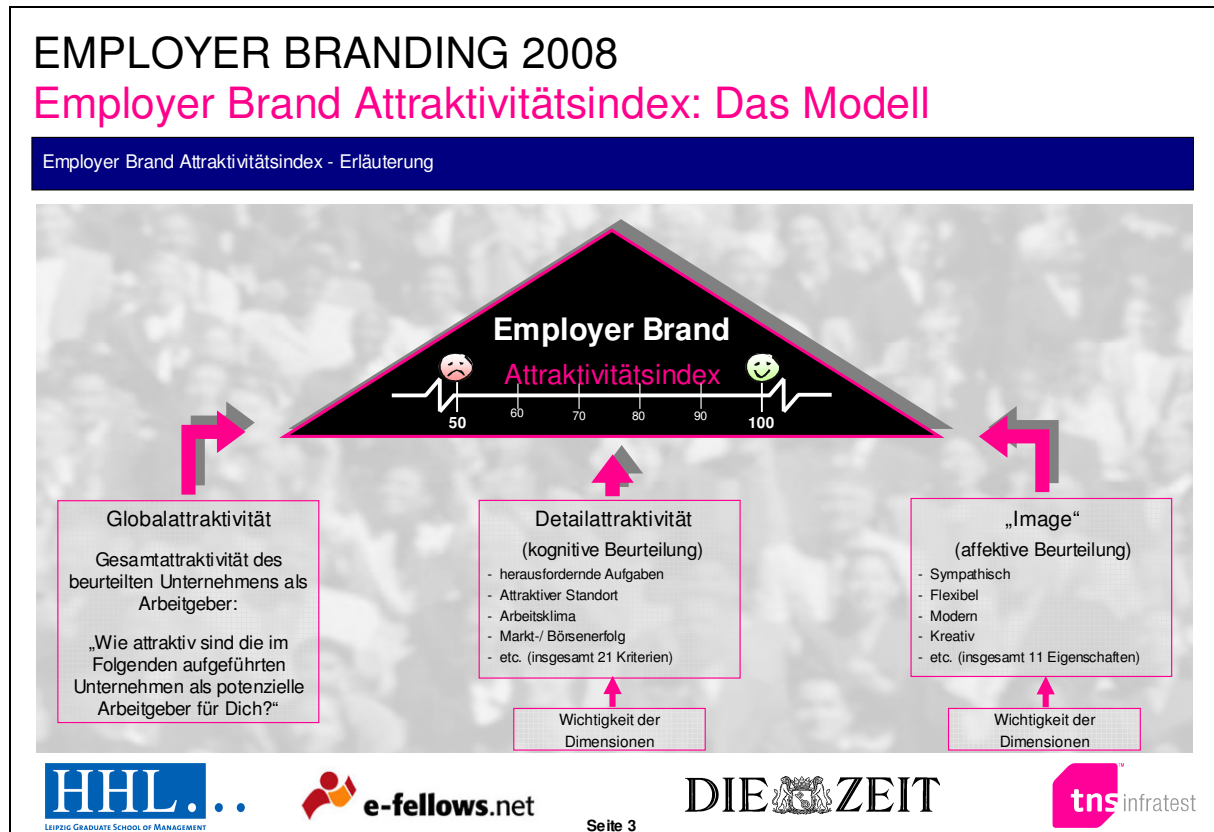 EMPLOYER BRANDING 2008
Employer Brand Attraktivitätsindex: Das Modell
Employer Brand Attraktivitätsindex - Erläuterung
Employer Brand
Attraktivitätsindex
50 60 70 80 90 100
Globalattraktivität
Gesamtattraktivität des
beurteilten Unternehmens als
Arbeitgeber:
„Wie attraktiv sind die im
Folgenden aufgeführten
Unternehmen als potenzielle
Arbeitgeber für Dich?“
Detailattraktivität
(kognitive Beurteilung)
- herausfordernde Aufgaben
- Attraktiver Standort
- Arbeitsklima
- Markt-/ Börsenerfolg
- etc. (insgesamt 21 Kriterien)
Wichtigkeit der
Dimensionen
„Image“
(affektive Beurteilung)
- Sympathisch
- Flexibel
- Modern
- Kreativ
- etc. (insgesamt 11 Eigenschaften)
Wichtigkeit der
Dimensionen
HHL...
LEIPZIG GRADUATE SCHOOL OF MANAGEMENT
e-fellows.net
DIE ZEIT
tns infratest
TM
Seite 3